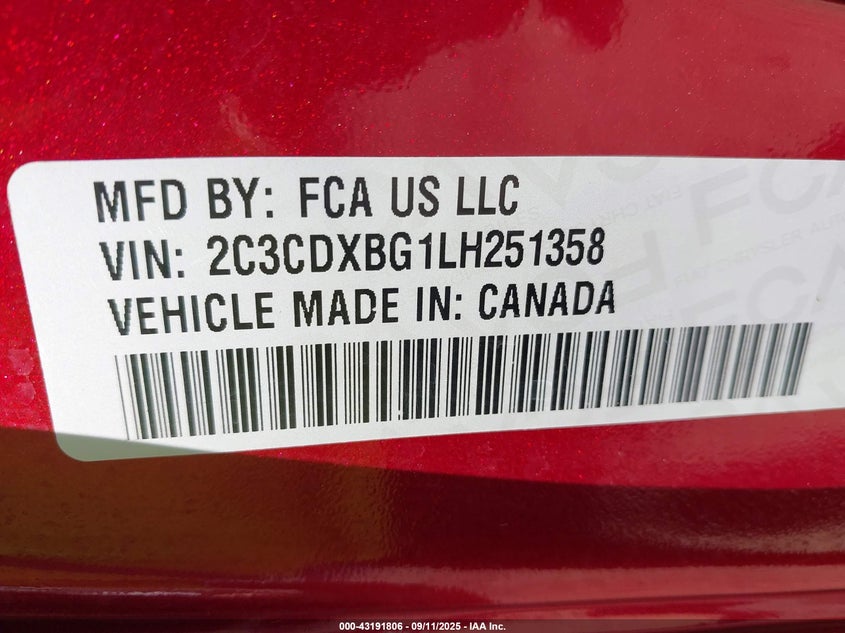 MFD BY: FCA US LLC
VIN: 2C3CDXBG1LH251358
VEHICLE MADE IN: CANADA
000-43191806 - 09/11/2025 - IAA Inc.